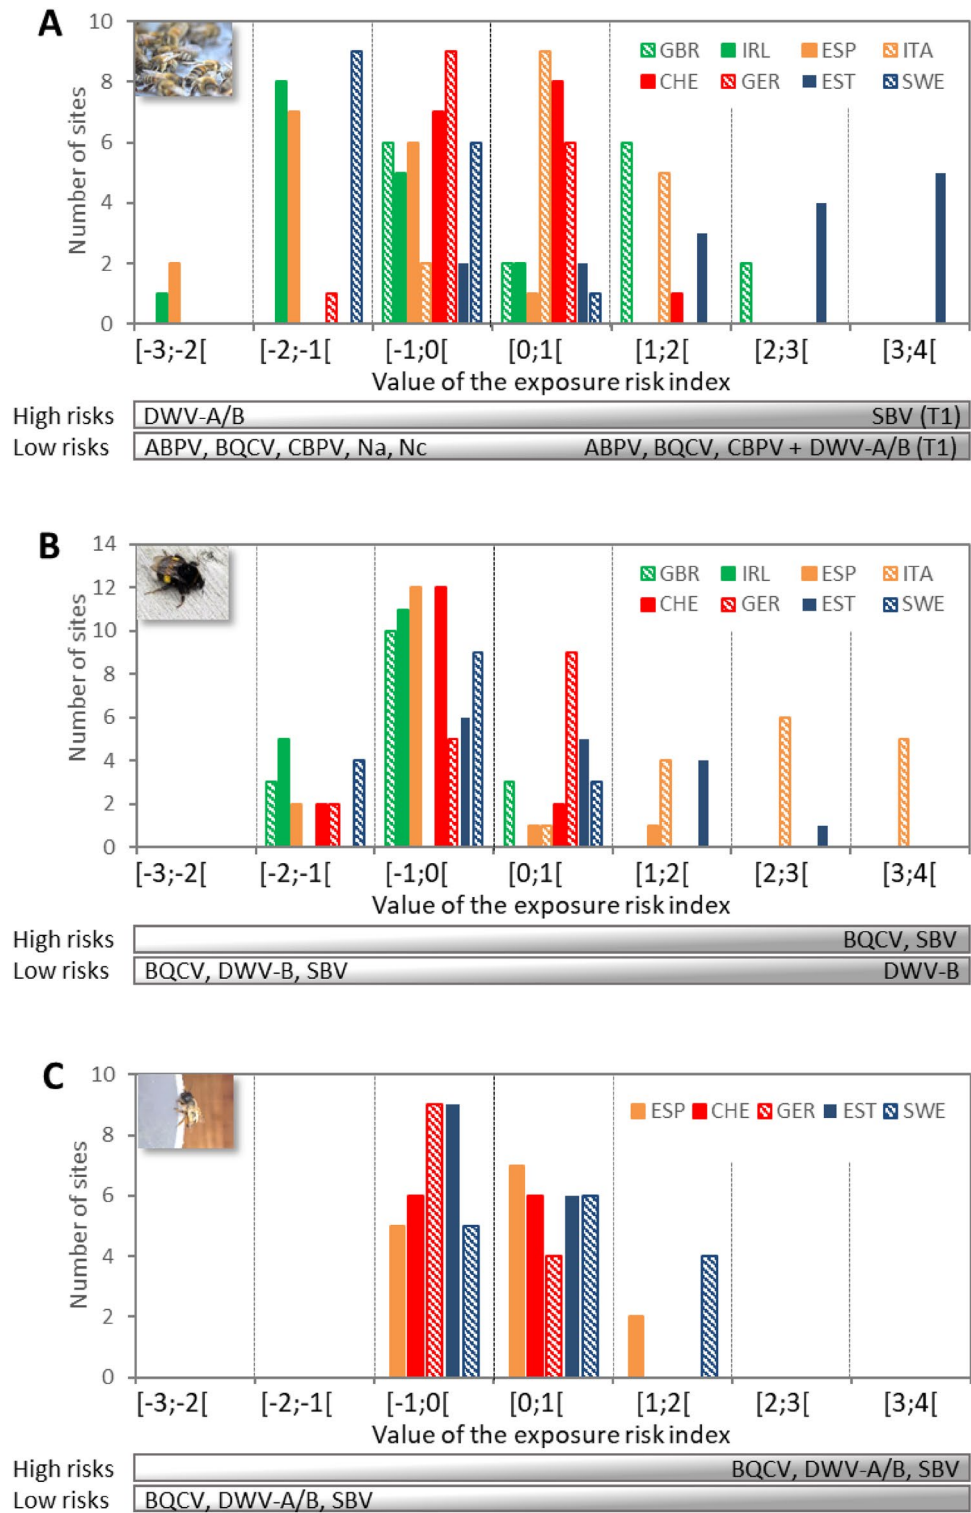 A
10
GBR IRL ESP ITA
8
CHE GER EST SWE
6
4
2
0
Number of sites
[-3;-2[ [-2;-1[ [-1;0[ [0;1[ [1;2[ [2;3[ [3;4[
Value of the exposure risk index
High risks DWV-A/B SBV (T1)
Low risks ABPV, BQCV, CBPV, Na, Nc ABPV, BQCV, CBPV + DWV-A/B (T1)
B
14
12
GBR IRL ESP ITA
CHE GER EST SWE
10
8
6
4
2
0
Number of sites
[-3;-2[ [-2;-1[ [-1;0[ [0;1[ [1;2[ [2;3[ [3;4[
Value of the exposure risk index
High risks BQCV, SBV
Low risks BQCV, DWV-B, SBV DWV-B
C
10
ESP CHE GER EST SWE
8
6
4
2
0
Number of sites
[-3;-2[ [-2;-1[ [-1;0[ [0;1[ [1;2[ [2;3[ [3;4[
Value of the exposure risk index
High risks BQCV, DWV-A/B, SBV
Low risks BQCV, DWV-A/B, SBV